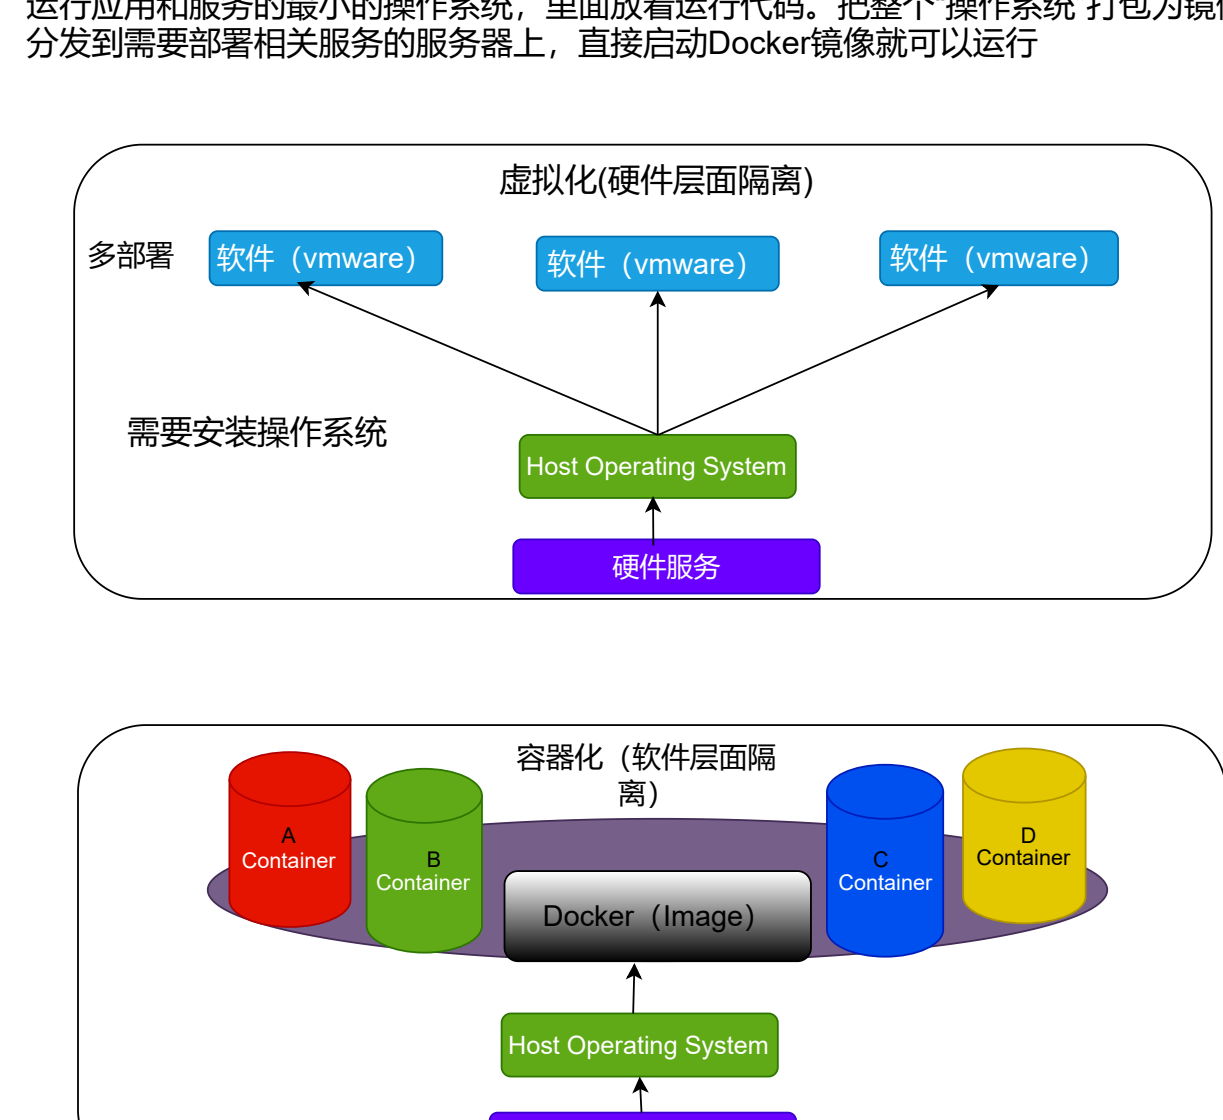 运行应用和服务的最小的操作系统，里面放着运行代码。把整个"操作系统"打包为镜像
分发到需要部署相关服务的服务器上，直接启动Docker镜像就可以运行
虚拟化(硬件层面隔离)
多部署
软件（vmware）
软件（vmware）
软件（vmware）
需要安装操作系统
Host Operating System
硬件服务
容器化（软件层面隔
离）
A
Container
B
Container
C
Container
D
Container
Docker（Image）
Host Operating System